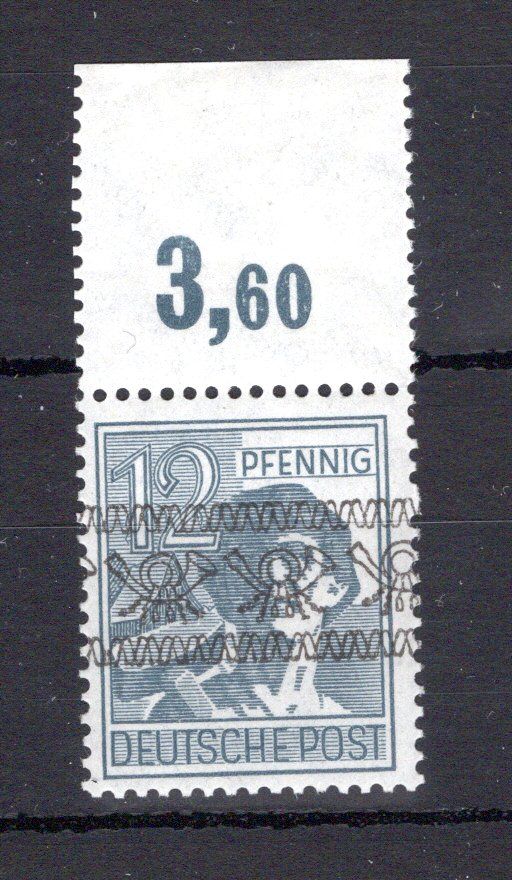 3,60
12 PFENNIG
DEUTSCHE POST